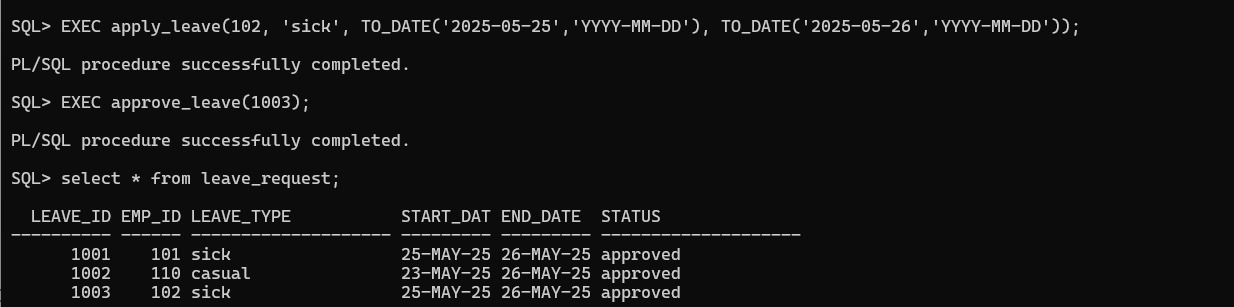 SQL> EXEC apply_leave(102, 'sick', TO_DATE('2025-05-25','YYYY-MM-DD'), TO_DATE('2025-05-26','YYYY-MM-DD'));
PL/SQL procedure successfully completed.
SQL> EXEC approve_leave(1003);
PL/SQL procedure successfully completed.
SQL> select * from leave_request;
  LEAVE_ID EMP_ID LEAVE_TYPE           START_DAT END_DATE  STATUS
---------- ------ -------------------- --------- --------- --------------------
      1001    101 sick                 25-MAY-25 26-MAY-25 approved
      1002    110 casual               23-MAY-25 26-MAY-25 approved
      1003    102 sick                 25-MAY-25 26-MAY-25 approved